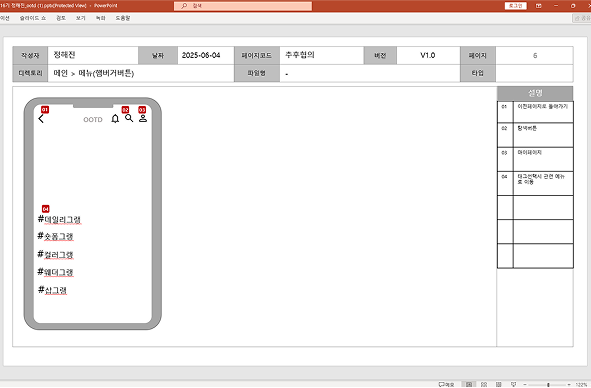 16기 정해진_ootd (1).pptx[Protected View] - PowerPoint
검색
로그인
슬라이드 쇼 검토 보기 녹화 도움말
작성자 정해진 날짜 2025-06-04 페이지코드 추후협의 버전 V1.0 페이지 6
디렉토리 메인 > 메뉴(햄버거버튼)파일명 - 타입
설명
01 이전페이지로 돌아가기
02 탐색버튼
03 마이페이지
04 태그선택시 관련 메뉴
로 이동
01 02 03
OOTD
04
#데일리그램
#숏폼그램
#컬러그램
#웨더그램
#샵그램
메모
122%